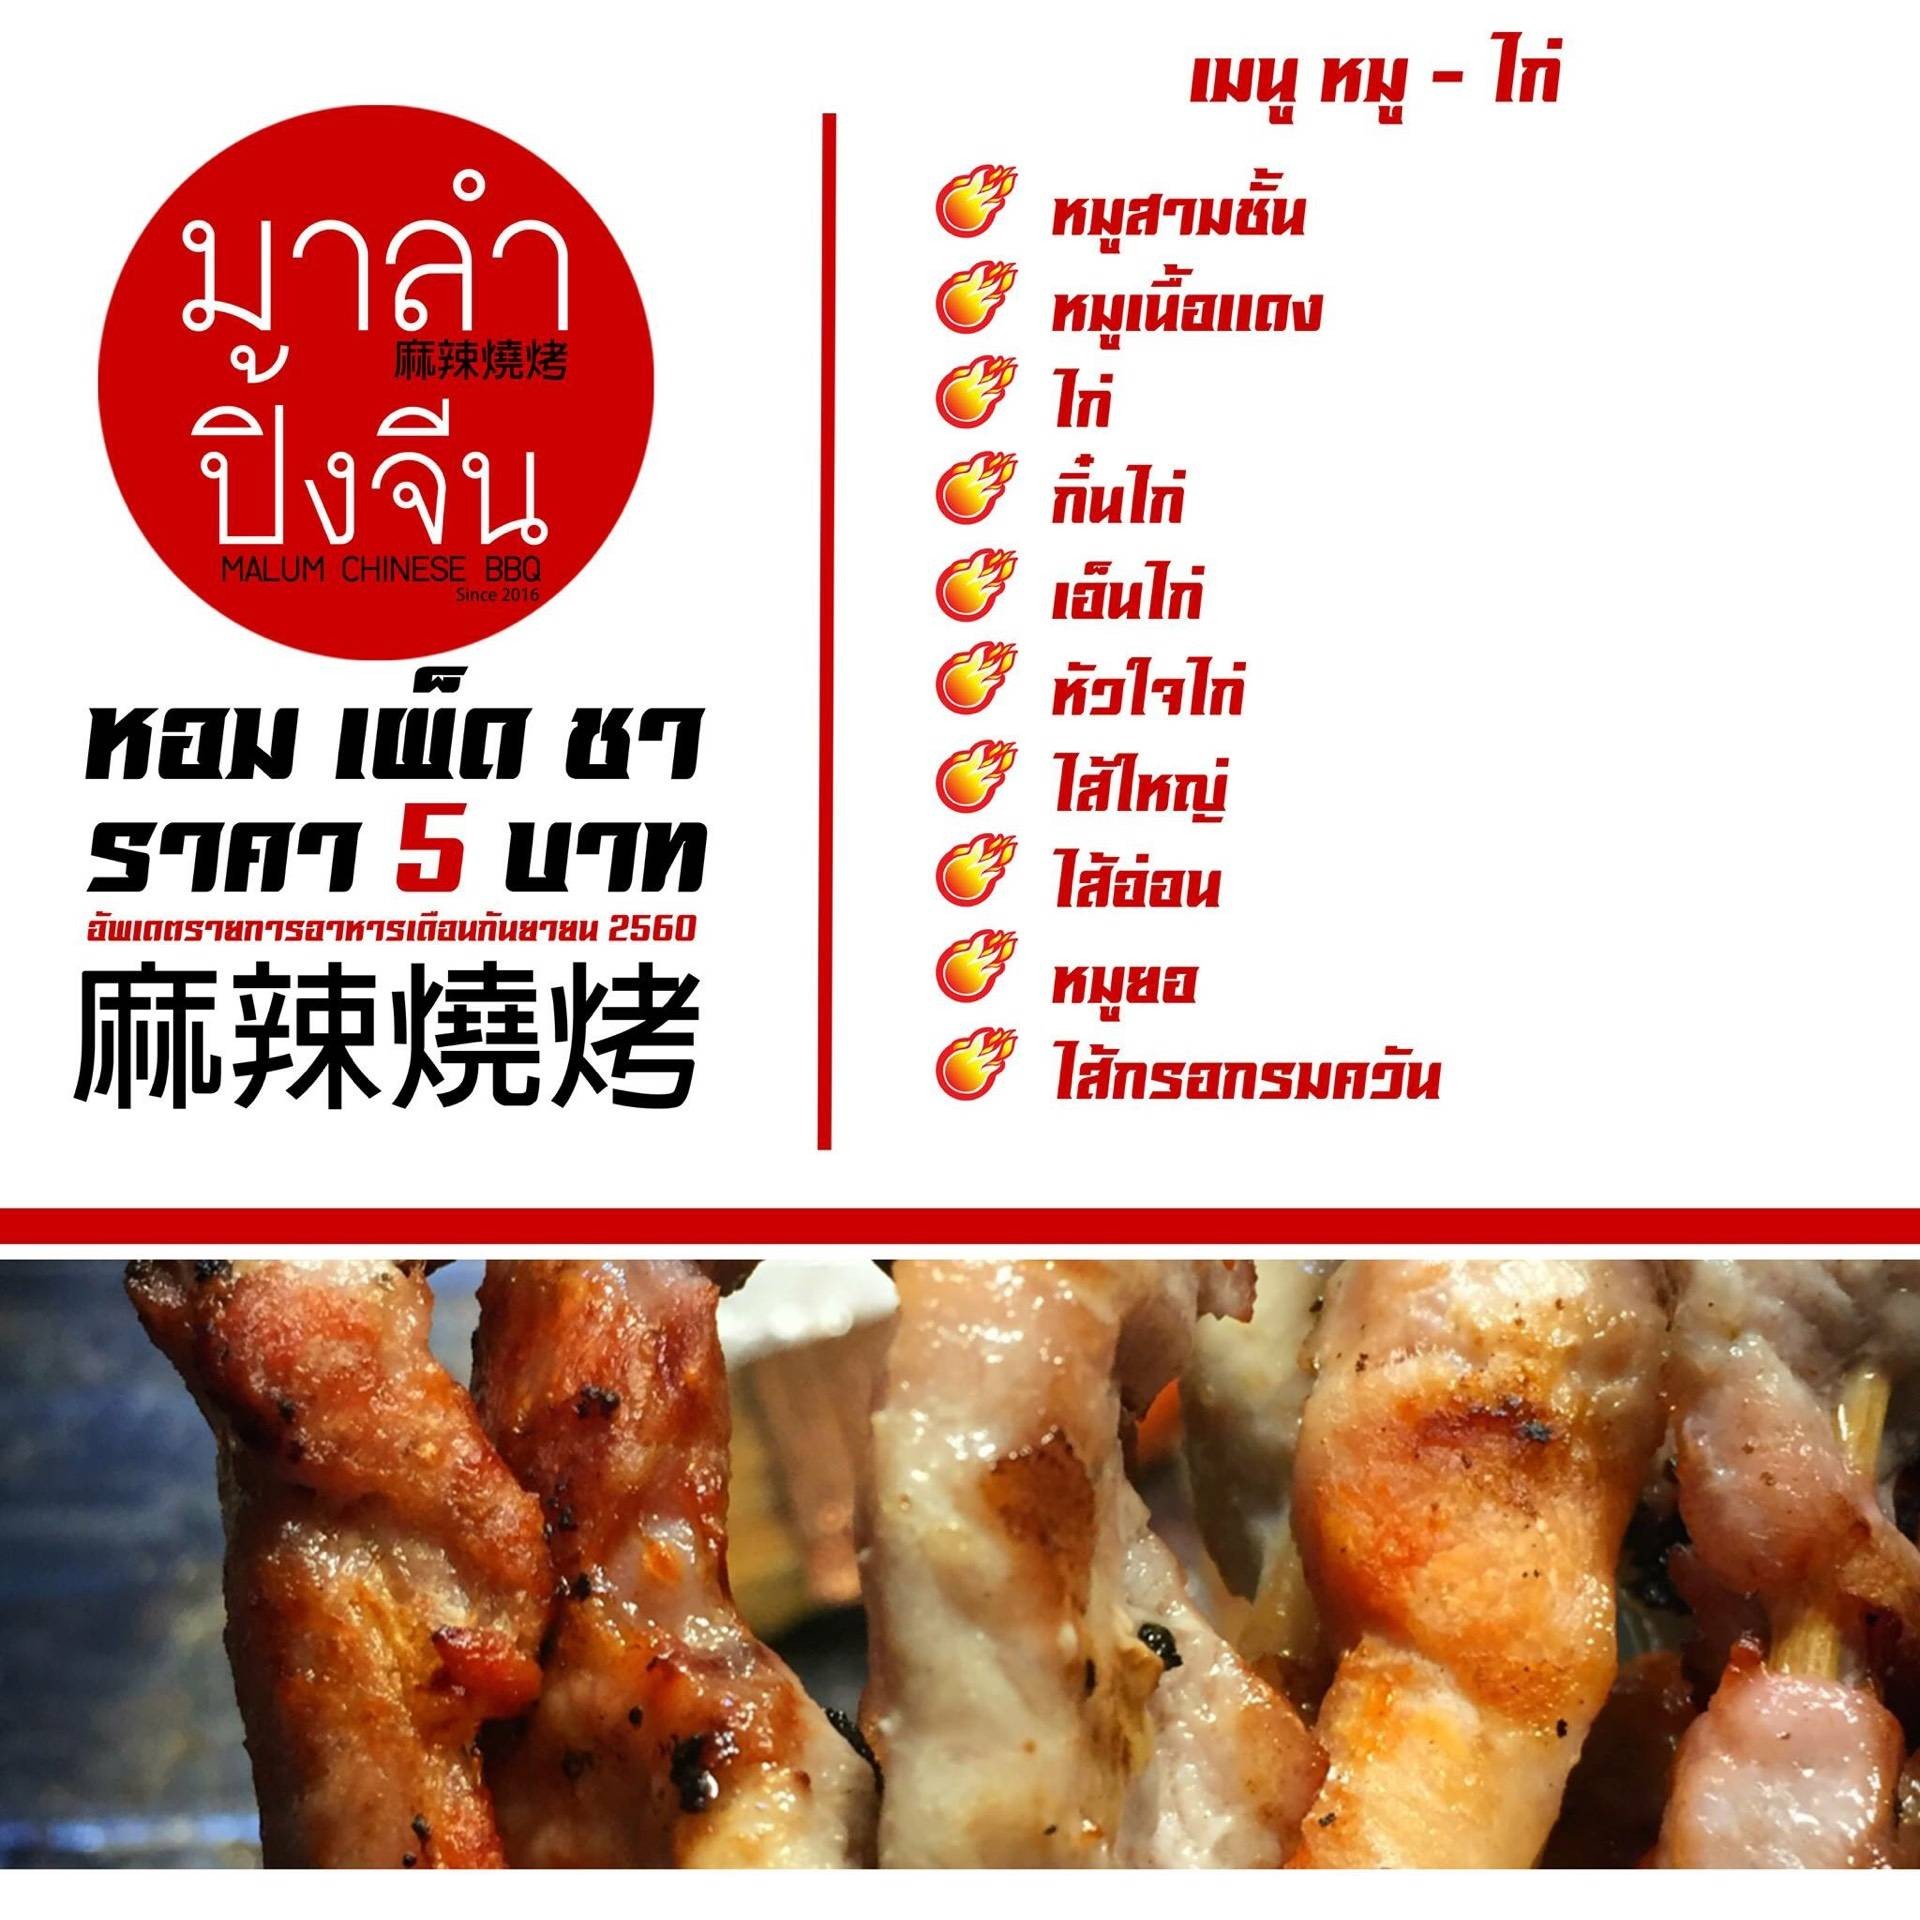 มาลำ
麻辣燒烤
ปิ้งจีน
MALUM CHINESE BBQ
Since 2016
หอม เผ็ด ชา
ราคา 5 บาท
อัพเดตรายการอาหารเดือนกันยายน 2560
麻辣燒烤
เมนู หมู - ไก่
หมูสามชั้น
หมูเนื้อแดง
ไก่
กิ๋นไก่
เอ็นไก่
หัวใจไก่
ไส้ใหญ่
ไส้อ่อน
หมูยอ
ไส้กรอกรมควัน